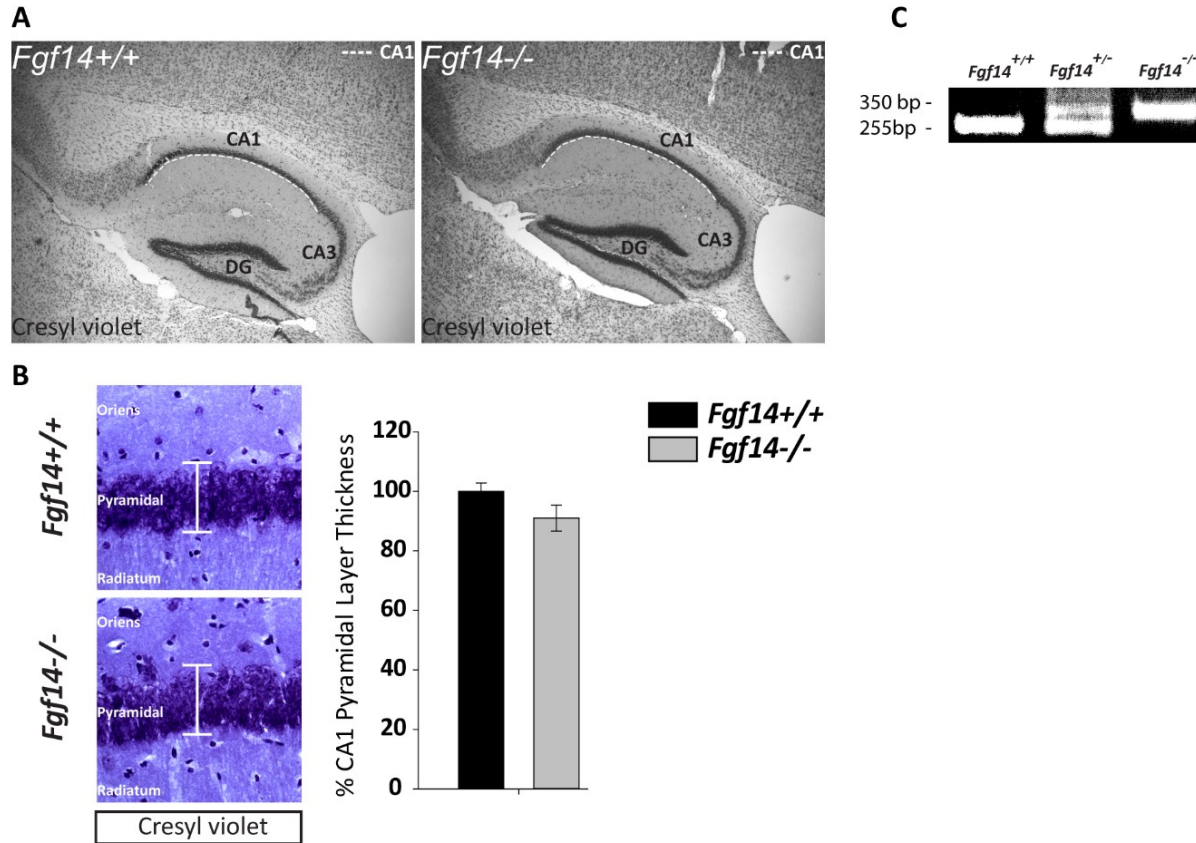 A
Fgf14+/+
---- CA1
CA1
CA3
DG
Cresyl violet
Fgf14-/-
---- CA1
CA1
CA3
DG
Cresyl violet
B
Fgf14+/+
Oriens
Pyramidal
Radiatum
Fgf14-/-
Oriens
Pyramidal
Radiatum
Cresyl violet
% CA1 Pyramidal Layer Thickness
120
100
80
60
40
20
0
Fgf14+/+
Fgf14-/-
C
Fgf14+/+
Fgf14+/-
Fgf14-/-
350 bp -
255bp -